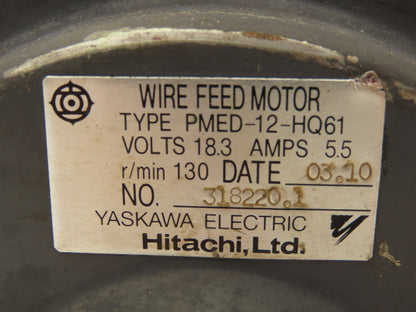 WIRE FEED MOTOR
TYPE PMED-12-HQ61
VOLTS 18.3 AMPS 5.5
r/min 130 DATE 03.10
NO. 318220.1
YASKAWA ELECTRIC
Hitachi, Ltd.